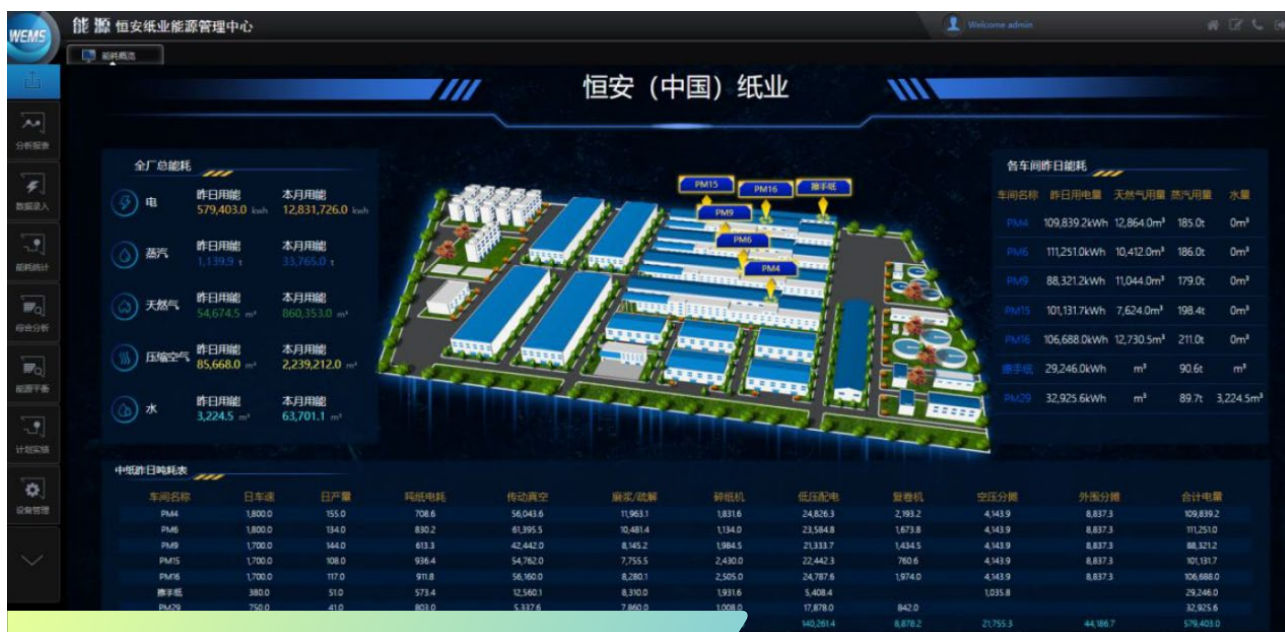 WEMS
能 源 恒安纸业能源管理中心
Welcome admin
能耗概览
分析报表
数据录入
能耗统计
综合分析
能源平衡
计划实绩
设备管理
恒安（中国）纸业
全厂总能耗
电 昨日用能 本月用能
579,403.0 kwh 12,831,726.0 kwh
蒸汽 昨日用能 本月用能
1,139.9 t 33,765.0 t
天然气 昨日用能 本月用能
54,674.5 m³ 860,353.0 m³
压缩空气 昨日用能 本月用能
85,668.0 m³ 2,239,212.0 m³
水 昨日用能 本月用能
3,224.5 m³ 63,701.1 m³
PM15 PM16 擦手纸
PM9
PM6
PM4
各车间昨日能耗
车间名称 昨日用电量 天然气用量 蒸汽用量 水量
PM4 109,839.2kWh 12,864.0m³ 185.0t 0m³
PM6 111,251.0kWh 10,412.0m³ 186.0t 0m³
PM9 88,321.2kWh 11,044.0m³ 179.0t 0m³
PM15 101,131.7kWh 7,624.0m³ 198.4t 0m³
PM16 106,688.0kWh 12,730.5m³ 211.0t 0m³
擦手纸 29,246.0kWh m³ 90.6t m³
PM29 32,925.6kWh m³ 89.7t 3,224.5m³
中纸昨日吨耗表
车间名称 日车速 日产量 吨纸电耗 传动真空 磨浆/疏解 碎纸机 低压配电 复卷机 空压分摊 外围分摊 合计电量
PM4 1,800.0 155.0 708.6 56,043.6 11,963.1 1,831.6 24,826.3 2,193.2 4,143.9 8,837.3 109,839.2
PM6 1,800.0 134.0 830.2 61,395.5 10,481.4 1,134.0 23,584.8 1,673.8 4,143.9 8,837.3 111,251.0
PM9 1,700.0 144.0 613.3 42,442.0 8,145.2 1,984.5 21,333.7 1,434.5 4,143.9 8,837.3 88,321.2
PM15 1,700.0 108.0 936.4 54,762.0 7,755.5 2,430.0 22,442.3 760.6 4,143.9 8,837.3 101,131.7
PM16 1,700.0 117.0 911.8 56,160.0 8,280.1 2,505.0 24,787.6 1,974.0 4,143.9 8,837.3 106,688.0
擦手纸 380.0 51.0 573.4 12,560.1 8,310.0 1,931.6 5,408.4 1,035.8 29,246.0
PM29 750.0 41.0 803.0 5,337.6 7,860.0 1,008.0 17,878.0 842.0 32,925.6
140,261.4 8,878.2 21,755.3 44,186.7 579,403.0